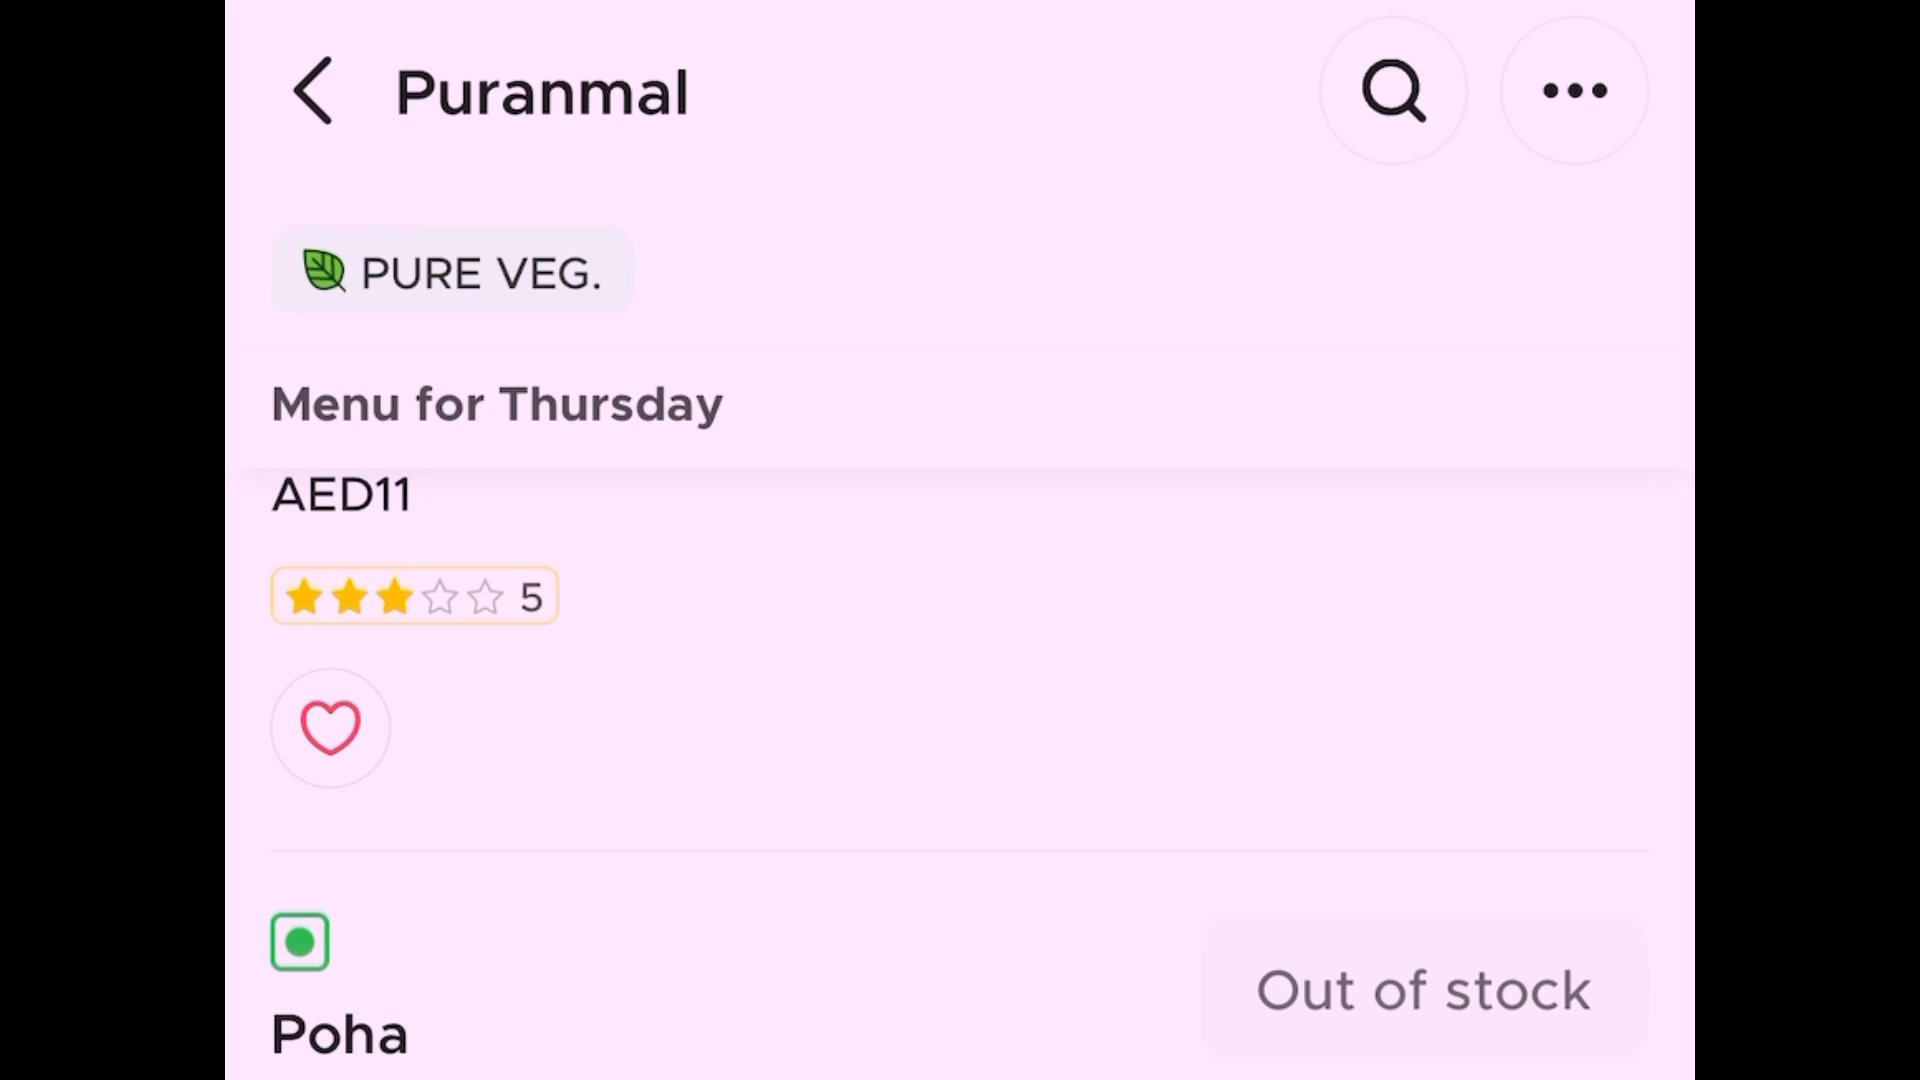 Puranmal
PURE VEG.
Menu for Thursday
AED11
5
Poha
Out of stock